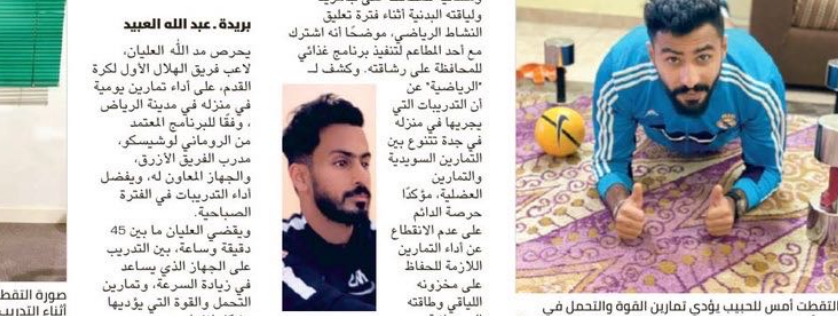 ولياقته البدنية أثناء فترة تعليق
النشاط الرياضي، موضحًا أنه اشترك
مع أحد المطاعم لتنفيذ برنامج غذائي
للمحافظة على رشاقته. وكشف لـ
"الرياضية" عن
أن التدريبات التي
يجريها في منزله
في جدة تتنوع بين
التمارين السويدية
والتمارين
العضلية، مؤكدًا
حرصة الدائم
على عدم الانقطاع
عن أداء التمارين
اللازمة للحفاظ
على مخزونه
اللياقي وطاقته
التقطت أمس للحبيب يؤدي تمارين القوة والتحمل في
بريدة ـ عبد الله العبيد
يحرص مد الله العليان،
لاعب فريق الهلال الأول لكرة
القدم، على أداء تمارين يومية
في منزله في مدينة الرياض
، وفقًا للبرنامج المعتمد
من الروماني لوشيسكو،
مدرب الفريق الأزرق،
والجهاز المعاون له، ويفضل
أداء التدريبات في الفترة
الصباحية.
ويقضي العليان ما بين 45
دقيقة وساعة، بين التدريب
على الجهاز الذي يساعد
في زيادة السرعة، وتمارين
التحمل والقوة التي يؤديها
صورة التقط
أثناء التدريب